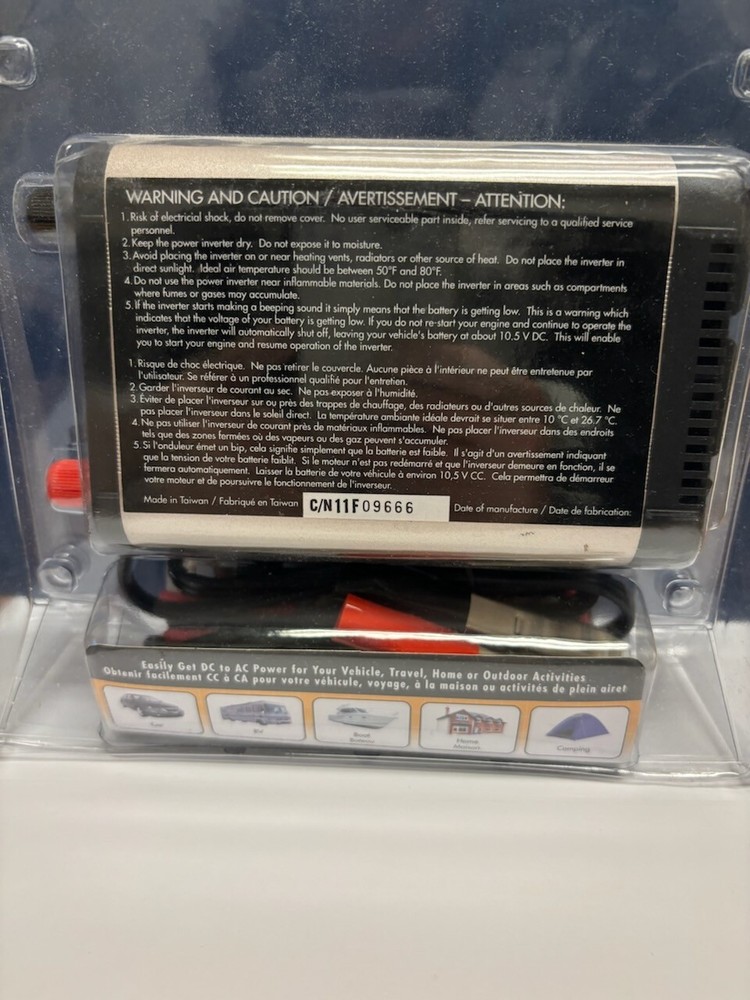 WARNING AND CAUTION / AVERTISSEMENT – ATTENTION:
1. Risk of electricial shock, do not remove cover. No user serviceable part inside, refer servicing to a qualified service
personnel.
2. Keep the power inverter dry. Do not expose it to moisture.
3. Avoid placing the inverter on or near heating vents, radiators or other source of heat. Do not place the inverter in
direct sunlight. Ideal air temperature should be between 50°F and 80°F.
4. Do not use the power inverter near inflammable materials. Do not place the inverter in areas such as compartments
where fumes or gases may accumulate.
5. If the inverter starts making a beeping sound it simply means that the battery is getting low. This is a warning which
indicates that the voltage of your battery is getting low. If you do not re-start your engine and continue to operate the
inverter, the inverter will automatically shut off, leaving your vehicle's battery at about 10.5 V DC. This will enable
you to start your engine and resume operation of the inverter.
1. Risque de choc électrique. Ne pas retirer le couvercle. Aucune pièce à l'intérieur ne peut être entretenue par
l'utilisateur. Se référer à un professionnel qualifié pour l'entretien.
2. Garder l'inverseur de courant au sec. Ne pas exposer à l'humidité.
3. Éviter de placer l'inverseur sur ou près des trappes de chauffage, des radiateurs ou d'autres sources de chaleur. Ne
pas placer l'inverseur dans le soleil direct. La température ambiante idéale devrait se situer entre 10 °C et 26.7 °C.
4. Ne pas utiliser l'inverseur de courant près de matériaux inflammables. Ne pas placer l'inverseur dans des endroits
tels que des zones fermées où des vapeurs ou des gaz peuvent s'accumuler.
5. Si l'onduleur émet un bip, cela signifie simplement que la batterie est faible. Il s'agit d'un avertissement indiquant
que la tension de votre batterie faiblit. Si le moteur n'est pas redémarré et que l'inverseur demeure en fonction, il se
fermera automatiquement. Laisser la batterie de votre véhicule à environ 10,5 V CC. Cela permettra de démarreur
votre moteur et de poursuivre le fonctionnement de l'inverseur.
Made in Taiwan / Fabriqué en Taiwan C/N11F09666 Date of manufacture / Date de fabrication:
Easily Get DC to AC Power for Your Vehicle, Travel, Home or Outdoor Activities
Obtenir facilement CC à CA pour votre véhicule, voyage, à la maison ou activités de plein airet
RV
Boat
Home
Camping